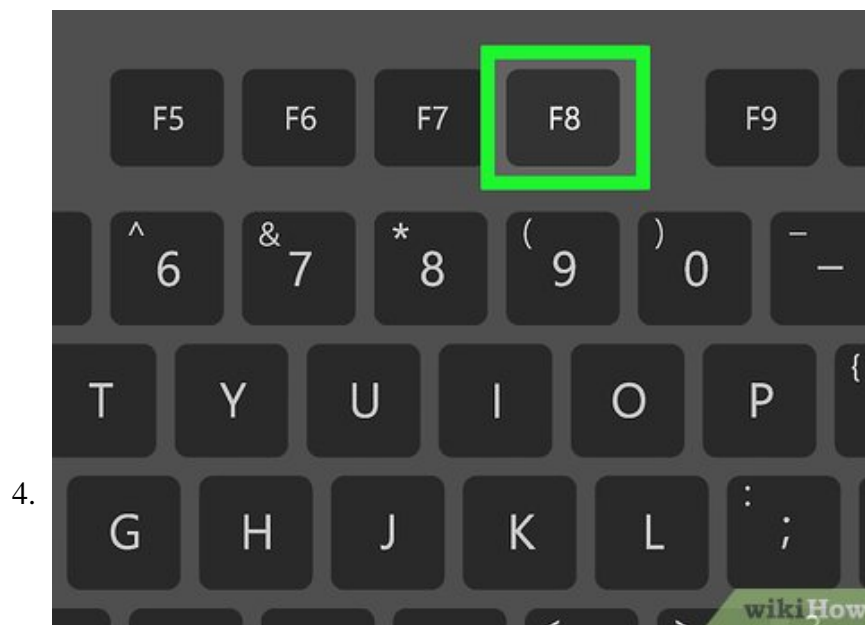 F5 F6 F7 F8 F9
^ & * ( ) _
6 7 8 9 0 –
T Y U I O P {
4.
G H J K L : ;
< >
wikiHow